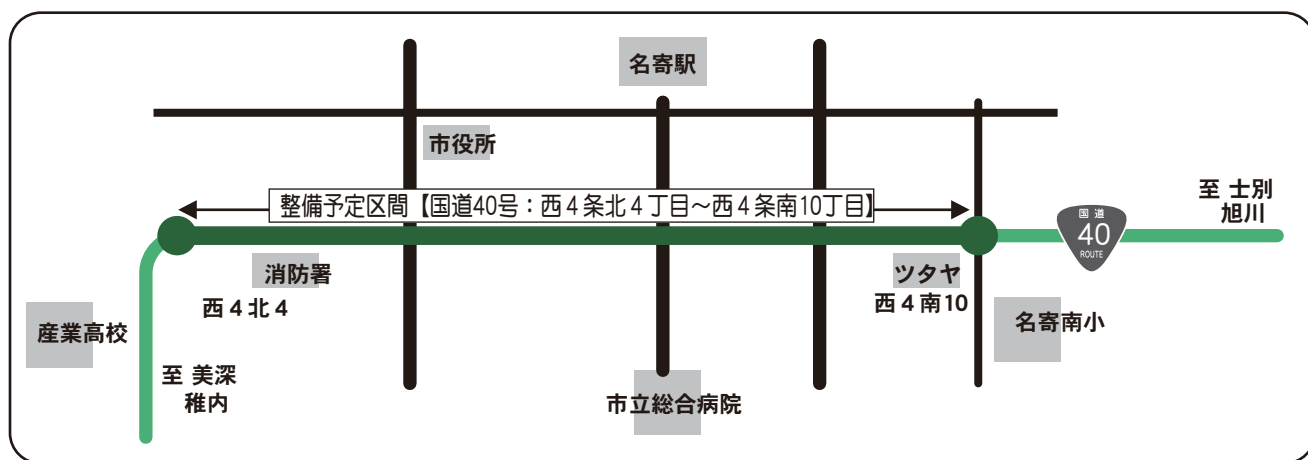 名寄駅
市役所
整備予定区間【国道40号：西４条北４丁目～西４条南10丁目】
至 士別
旭川
国道
40
ROUTE
消防署
西４北４
ツタヤ
西４南10
産業高校
名寄南小
至 美深
稚内
市立総合病院